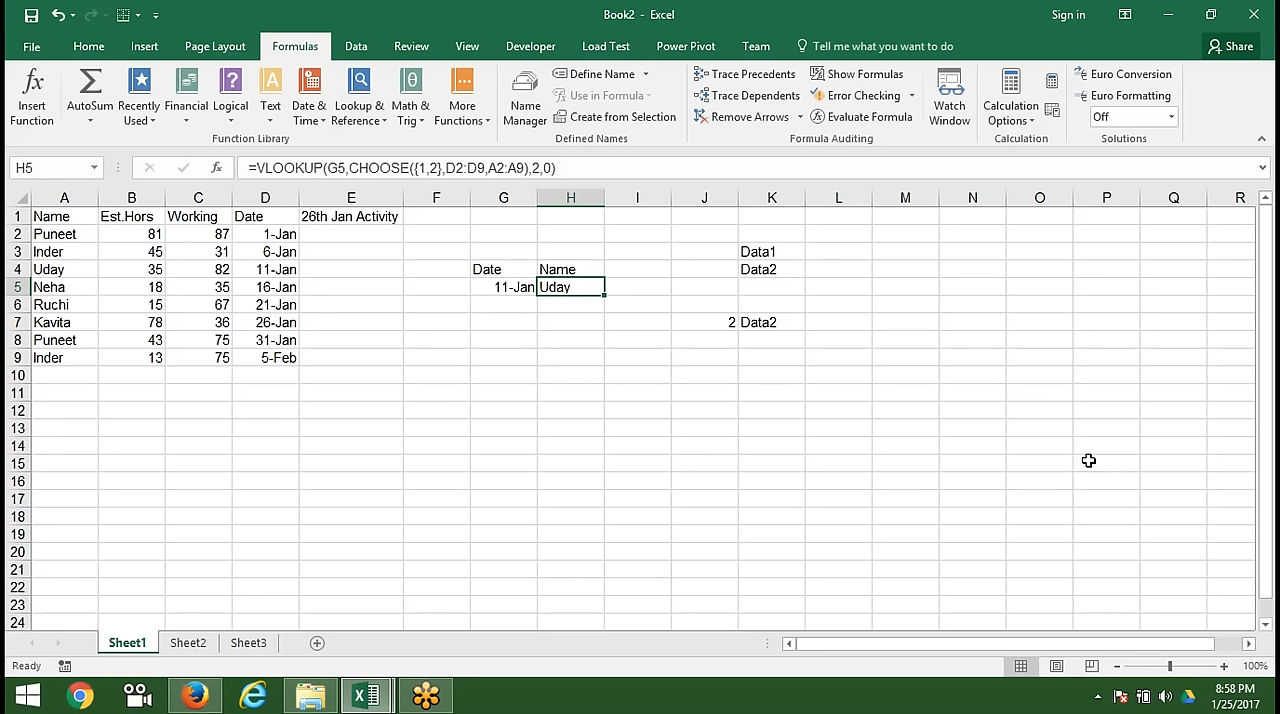 Book2 - Excel
Sign in
File Home Insert Page Layout Formulas Data Review View Developer Load Test Power Pivot Team Tell me what you want to do Share
Insert Function
AutoSum
Recently Used
Financial
Logical
Text
Date & Time
Lookup & Reference
Math & Trig
More Functions
Function Library
Name Manager
Define Name
Use in Formula
Create from Selection
Defined Names
Trace Precedents
Trace Dependents
Remove Arrows
Show Formulas
Error Checking
Evaluate Formula
Formula Auditing
Watch Window
Calculation Options
Calculation
Euro Conversion
Euro Formatting
Off
Solutions
H5 fx =VLOOKUP(G5,CHOOSE({1,2},D2:D9,A2:A9),2,0)
A B C D E F G H I J K L M N O P Q R
1 Name Est.Hors Working Date 26th Jan Activity
2 Puneet 81 87 1-Jan
3 Inder 45 31 6-Jan Data1
4 Uday 35 82 11-Jan Date Name Data2
5 Neha 18 35 16-Jan 11-Jan Uday
6 Ruchi 15 67 21-Jan
7 Kavita 78 36 26-Jan 2 Data2
8 Puneet 43 75 31-Jan
9 Inder 13 75 5-Feb
10
11
12
13
14
15
16
17
18
19
20
21
22
23
24
Sheet1 Sheet2 Sheet3
Ready 100%
8:58 PM
1/25/2017